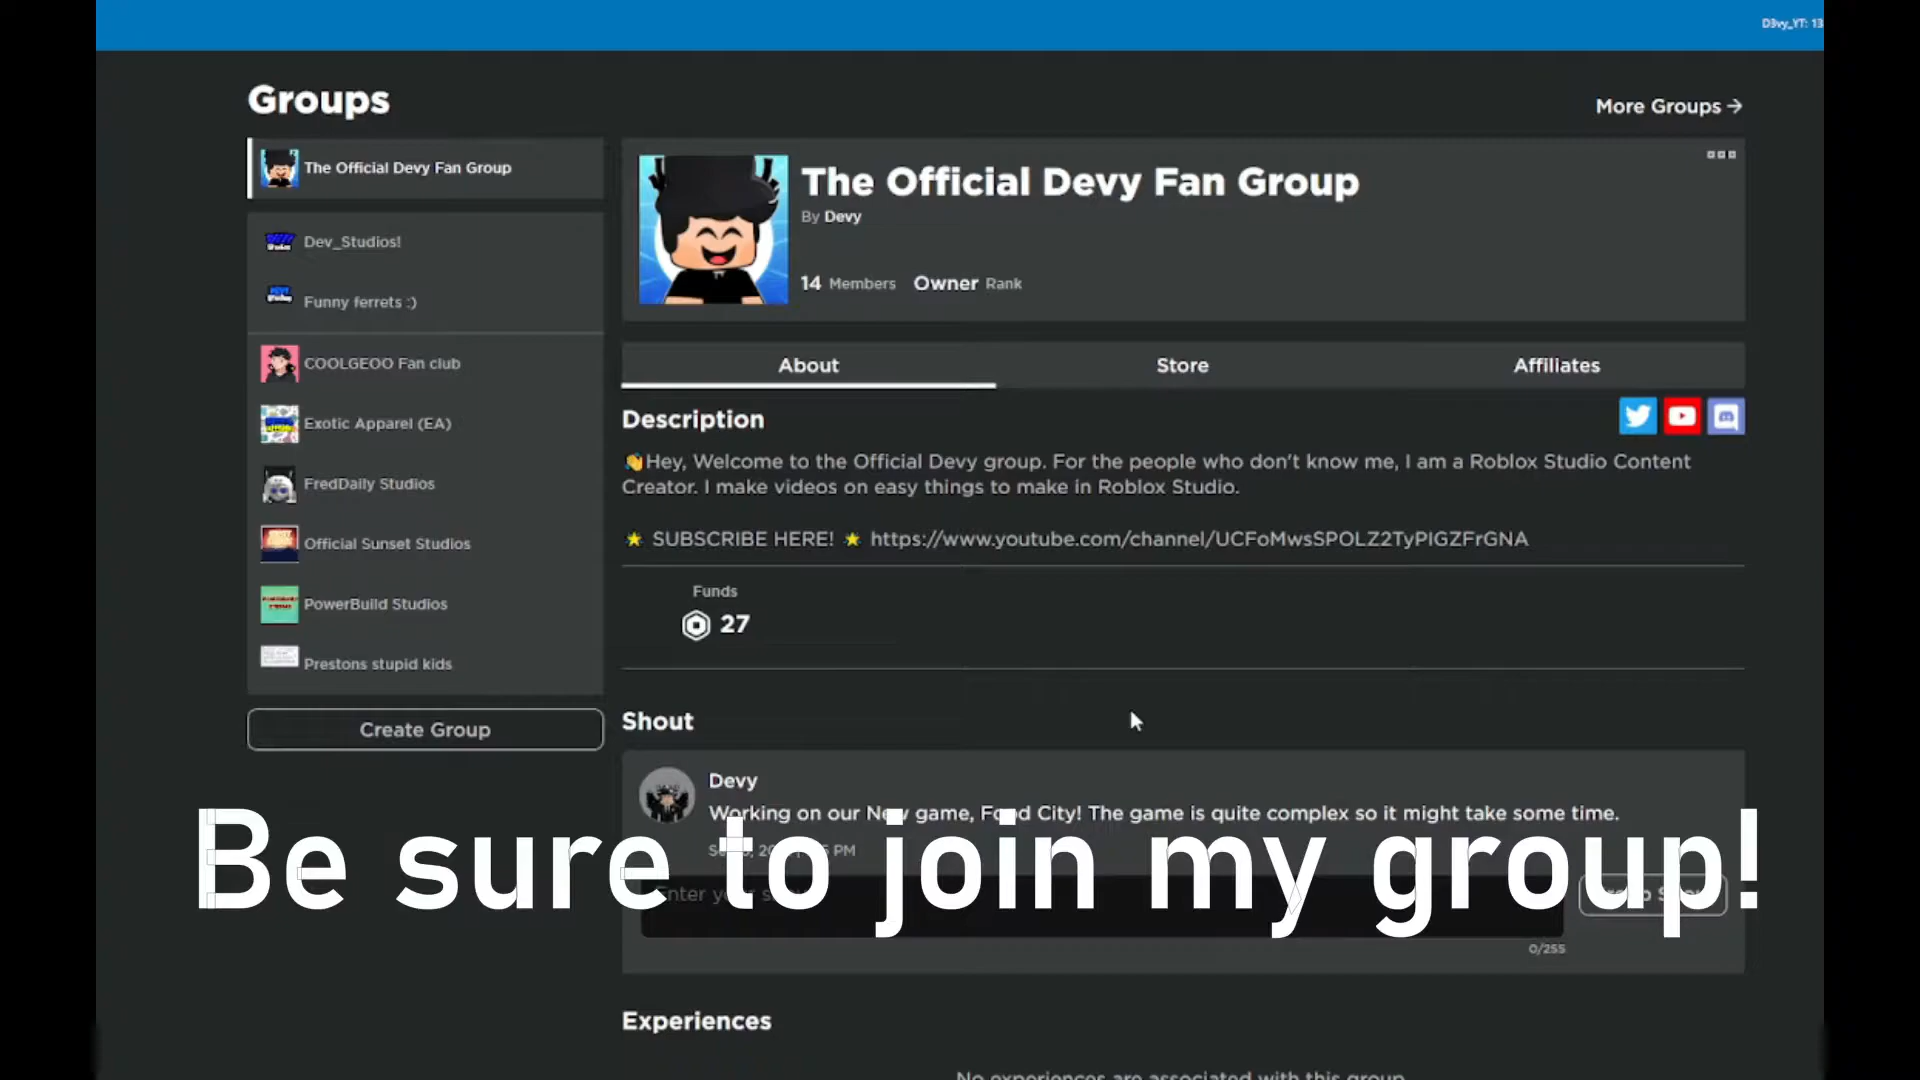 D3vy_YT: 13
Groups
More Groups →
The Official Devy Fan Group
Dev_Studios!
Funny ferrets :)
COOLGEOO Fan club
Exotic Apparel (EA)
FredDaily Studios
Official Sunset Studios
PowerBuild Studios
Prestons stupid kids
Create Group
The Official Devy Fan Group
By Devy
14 Members Owner Rank
About Store Affiliates
Description
👋Hey, Welcome to the Official Devy group. For the people who don't know me, I am a Roblox Studio Content
Creator. I make videos on easy things to make in Roblox Studio.
⭐ SUBSCRIBE HERE! ⭐ https://www.youtube.com/channel/UCFoMwsSPOLZ2TyPIGZFrGNA
Funds
27
Shout
Devy
Working on our New game, Food City! The game is quite complex so it might take some time.
PM
Be sure to join my group!
Enter
0/255
Experiences
No experiences are associated with this group.